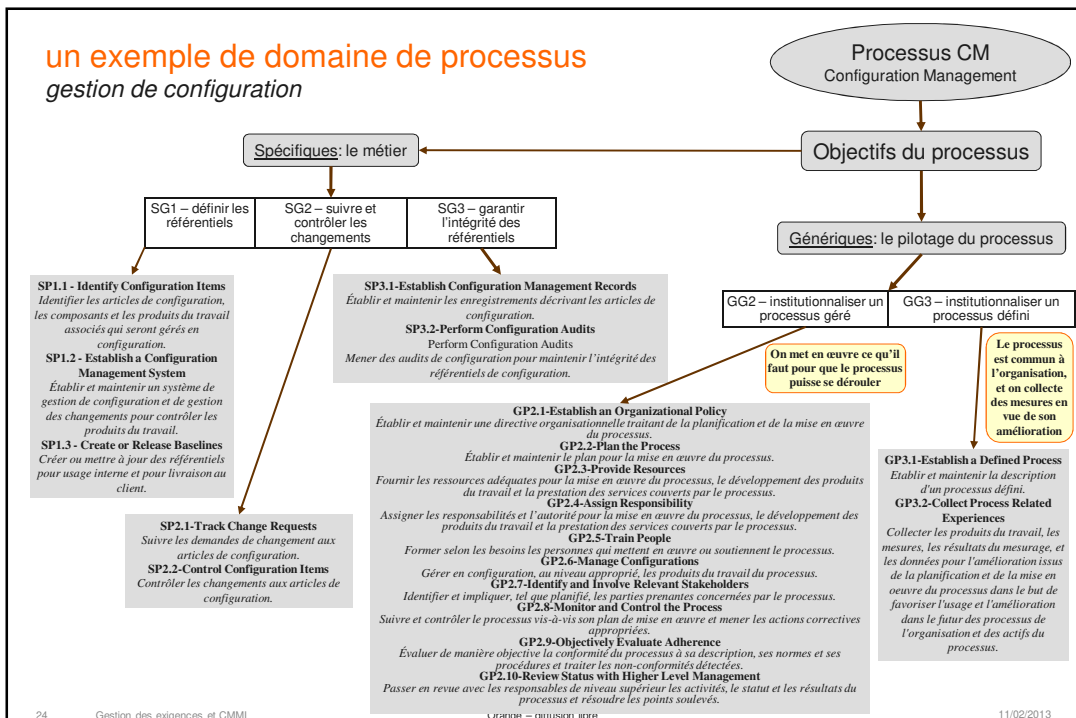 un exemple de domaine de processus
gestion de configuration
Processus CM
Configuration Management
Objectifs du processus
Spécifiques: le métier
SG1 – définir les
référentiels
SG2 – suivre et
contrôler les
changements
SG3 – garantir
l'intégrité des
référentiels
Génériques: le pilotage du processus
GG2 – institutionnaliser un
processus géré
GG3 – institutionnaliser un
processus défini
On met en œuvre ce qu'il
faut pour que le processus
puisse se dérouler
Le processus
est commun à
l'organisation,
et on collecte
des mesures en
vue de son
amélioration
SP1.1 - Identify Configuration Items
Identifier les articles de configuration,
les composants et les produits du travail
associés qui seront gérés en
configuration.
SP1.2 - Establish a Configuration
Management System
Établir et maintenir un système de
gestion de configuration et de gestion
des changements pour contrôler les
produits du travail.
SP1.3 - Create or Release Baselines
Créer ou mettre à jour des référentiels
pour usage interne et pour livraison au
client.
SP2.1-Track Change Requests
Suivre les demandes de changement aux
articles de configuration.
SP2.2-Control Configuration Items
Contrôler les changements aux articles de
configuration.
SP3.1-Establish Configuration Management Records
Établir et maintenir les enregistrements décrivant les articles de
configuration.
SP3.2-Perform Configuration Audits
Perform Configuration Audits
Mener des audits de configuration pour maintenir l'intégrité des
référentiels de configuration.
GP2.1-Establish an Organizational Policy
Établir et maintenir une directive organisationnelle traitant de la planification et de la mise en œuvre
du processus.
GP2.2-Plan the Process
Établir et maintenir le plan pour la mise en œuvre du processus.
GP2.3-Provide Resources
Fournir les ressources adéquates pour la mise en œuvre du processus, le développement des produits
du travail et la prestation des services couverts par le processus.
GP2.4-Assign Responsibility
Assigner les responsabilités et l'autorité pour la mise en œuvre du processus, le développement des
produits du travail et la prestation des services couverts par le processus.
GP2.5-Train People
Former selon les besoins les personnes qui mettent en œuvre ou soutiennent le processus.
GP2.6-Manage Configurations
Gérer en configuration, au niveau approprié, les produits du travail du processus.
GP2.7-Identify and Involve Relevant Stakeholders
Identifier et impliquer, tel que planifié, les parties prenantes concernées par le processus.
GP2.8-Monitor and Control the Process
Suivre et contrôler le processus vis-à-vis son plan de mise en œuvre et mener les actions correctives
appropriées.
GP2.9-Objectively Evaluate Adherence
Évaluer de manière objective la conformité du processus à sa description, ses normes et ses
procédures et traiter les non-conformités détectées.
GP2.10-Review Status with Higher Level Management
Passer en revue avec les responsables de niveau supérieur les activités, le statut et les résultats du
processus et résoudre les points soulevés.
GP3.1-Establish a Defined Process
Etablir et maintenir la description
d'un processus défini.
GP3.2-Collect Process Related
Experiences
Collecter les produits du travail, les
mesures, les résultats du mesurage, et
les données pour l'amélioration issus
de la planification et de la mise en
oeuvre du processus dans le but de
favoriser l'usage et l'amélioration
dans le futur des processus de
l'organisation et des actifs du
processus.
24 Gestion des exigences et CMMI Orange – diffusion libre 11/02/2013